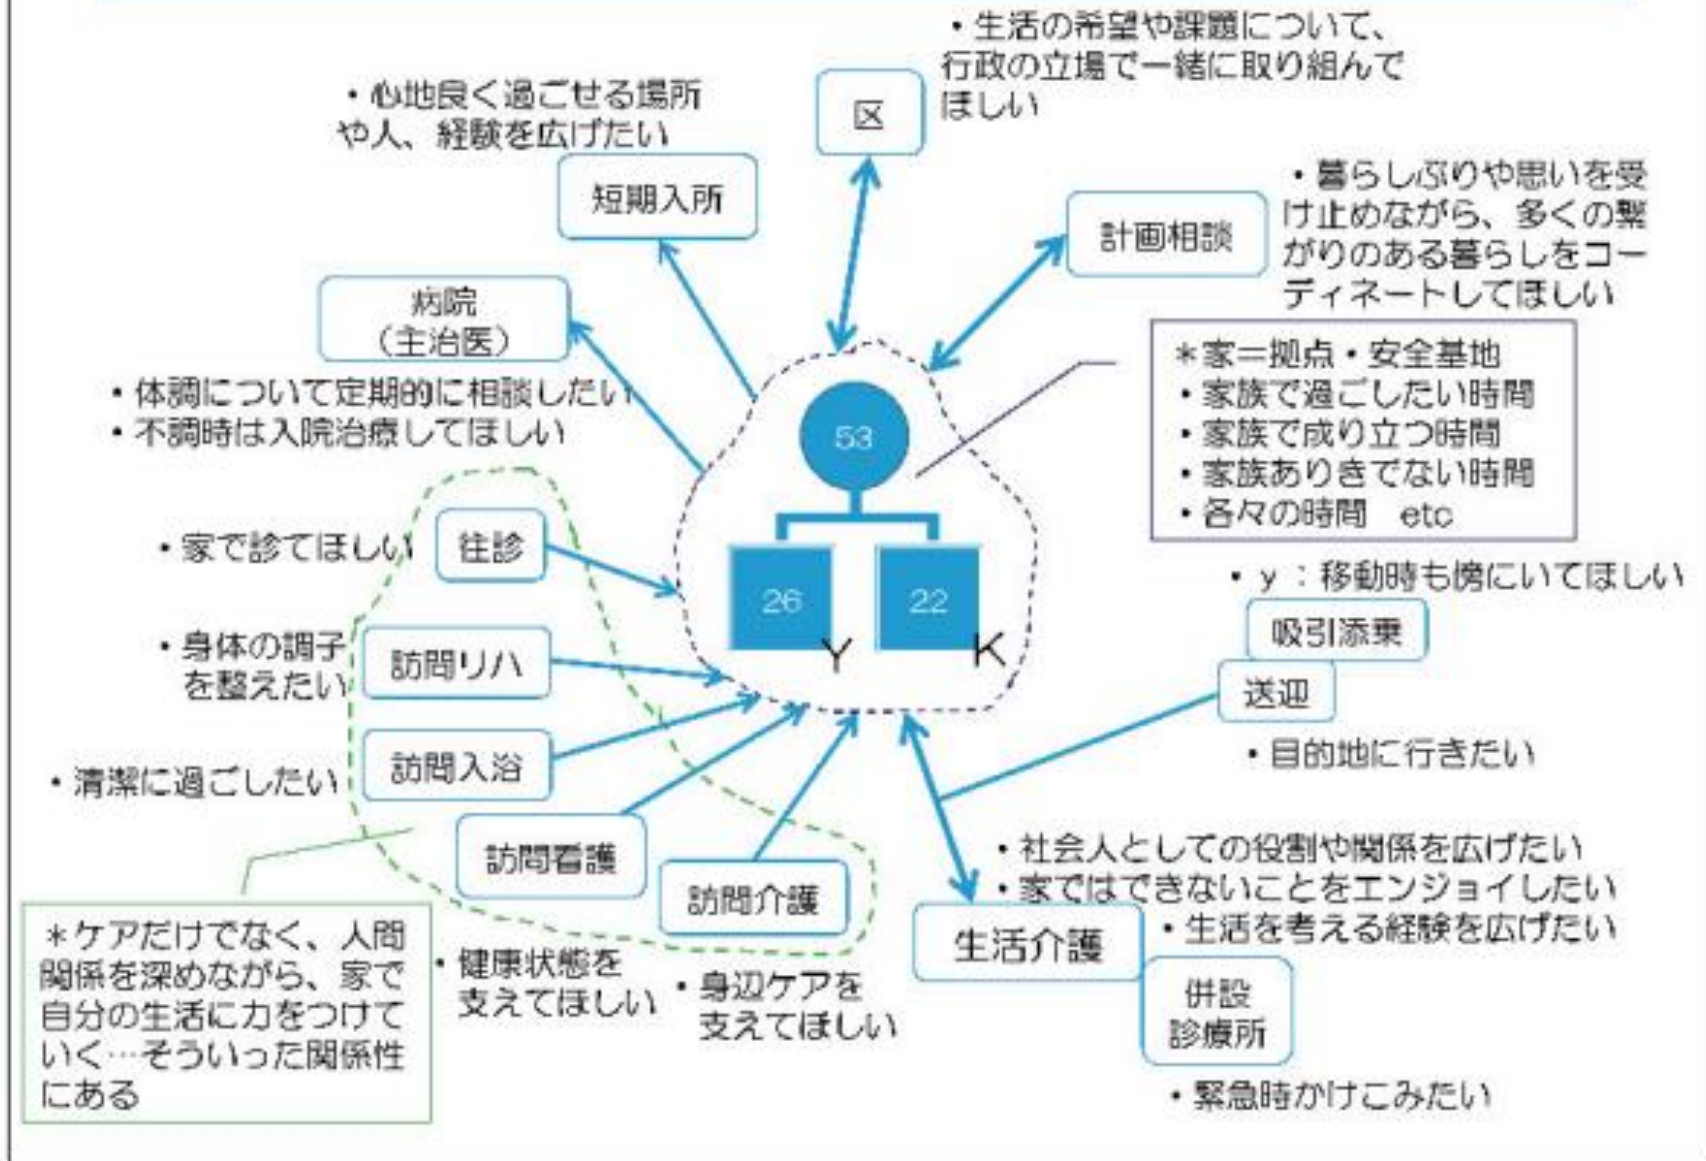 ・生活の希望や課題について、
行政の立場で一緒に取り組んで
ほしい
区
・心地良く過ごせる場所
や人、経験を広げたい
短期入所
・暮らしぶりや思いを受
け止めながら、多くの繋
がりのある暮らしをコー
ディネートしてほしい
計画相談
病院
（主治医）
・体調について定期的に相談したい
・不調時は入院治療してほしい
＊家＝拠点・安全基地
・家族で過ごしたい時間
・家族で成り立つ時間
・家族ありきでない時間
・各々の時間　etc
53
26
Y
22
K
・家で診てほしい
往診
・y：移動時も傍にいてほしい
吸引添乗
送迎
・目的地に行きたい
・身体の調子
を整えたい
訪問リハ
・清潔に過ごしたい
訪問入浴
訪問看護
訪問介護
・社会人としての役割や関係を広げたい
・家ではできないことをエンジョイしたい
・生活を考える経験を広げたい
生活介護
併設
診療所
・緊急時かけこみたい
＊ケアだけでなく、人間
関係を深めながら、家で
自分の生活に力をつけて
いく…そういった関係性
にある
・健康状態を
支えてほしい
・身辺ケアを
支えてほしい